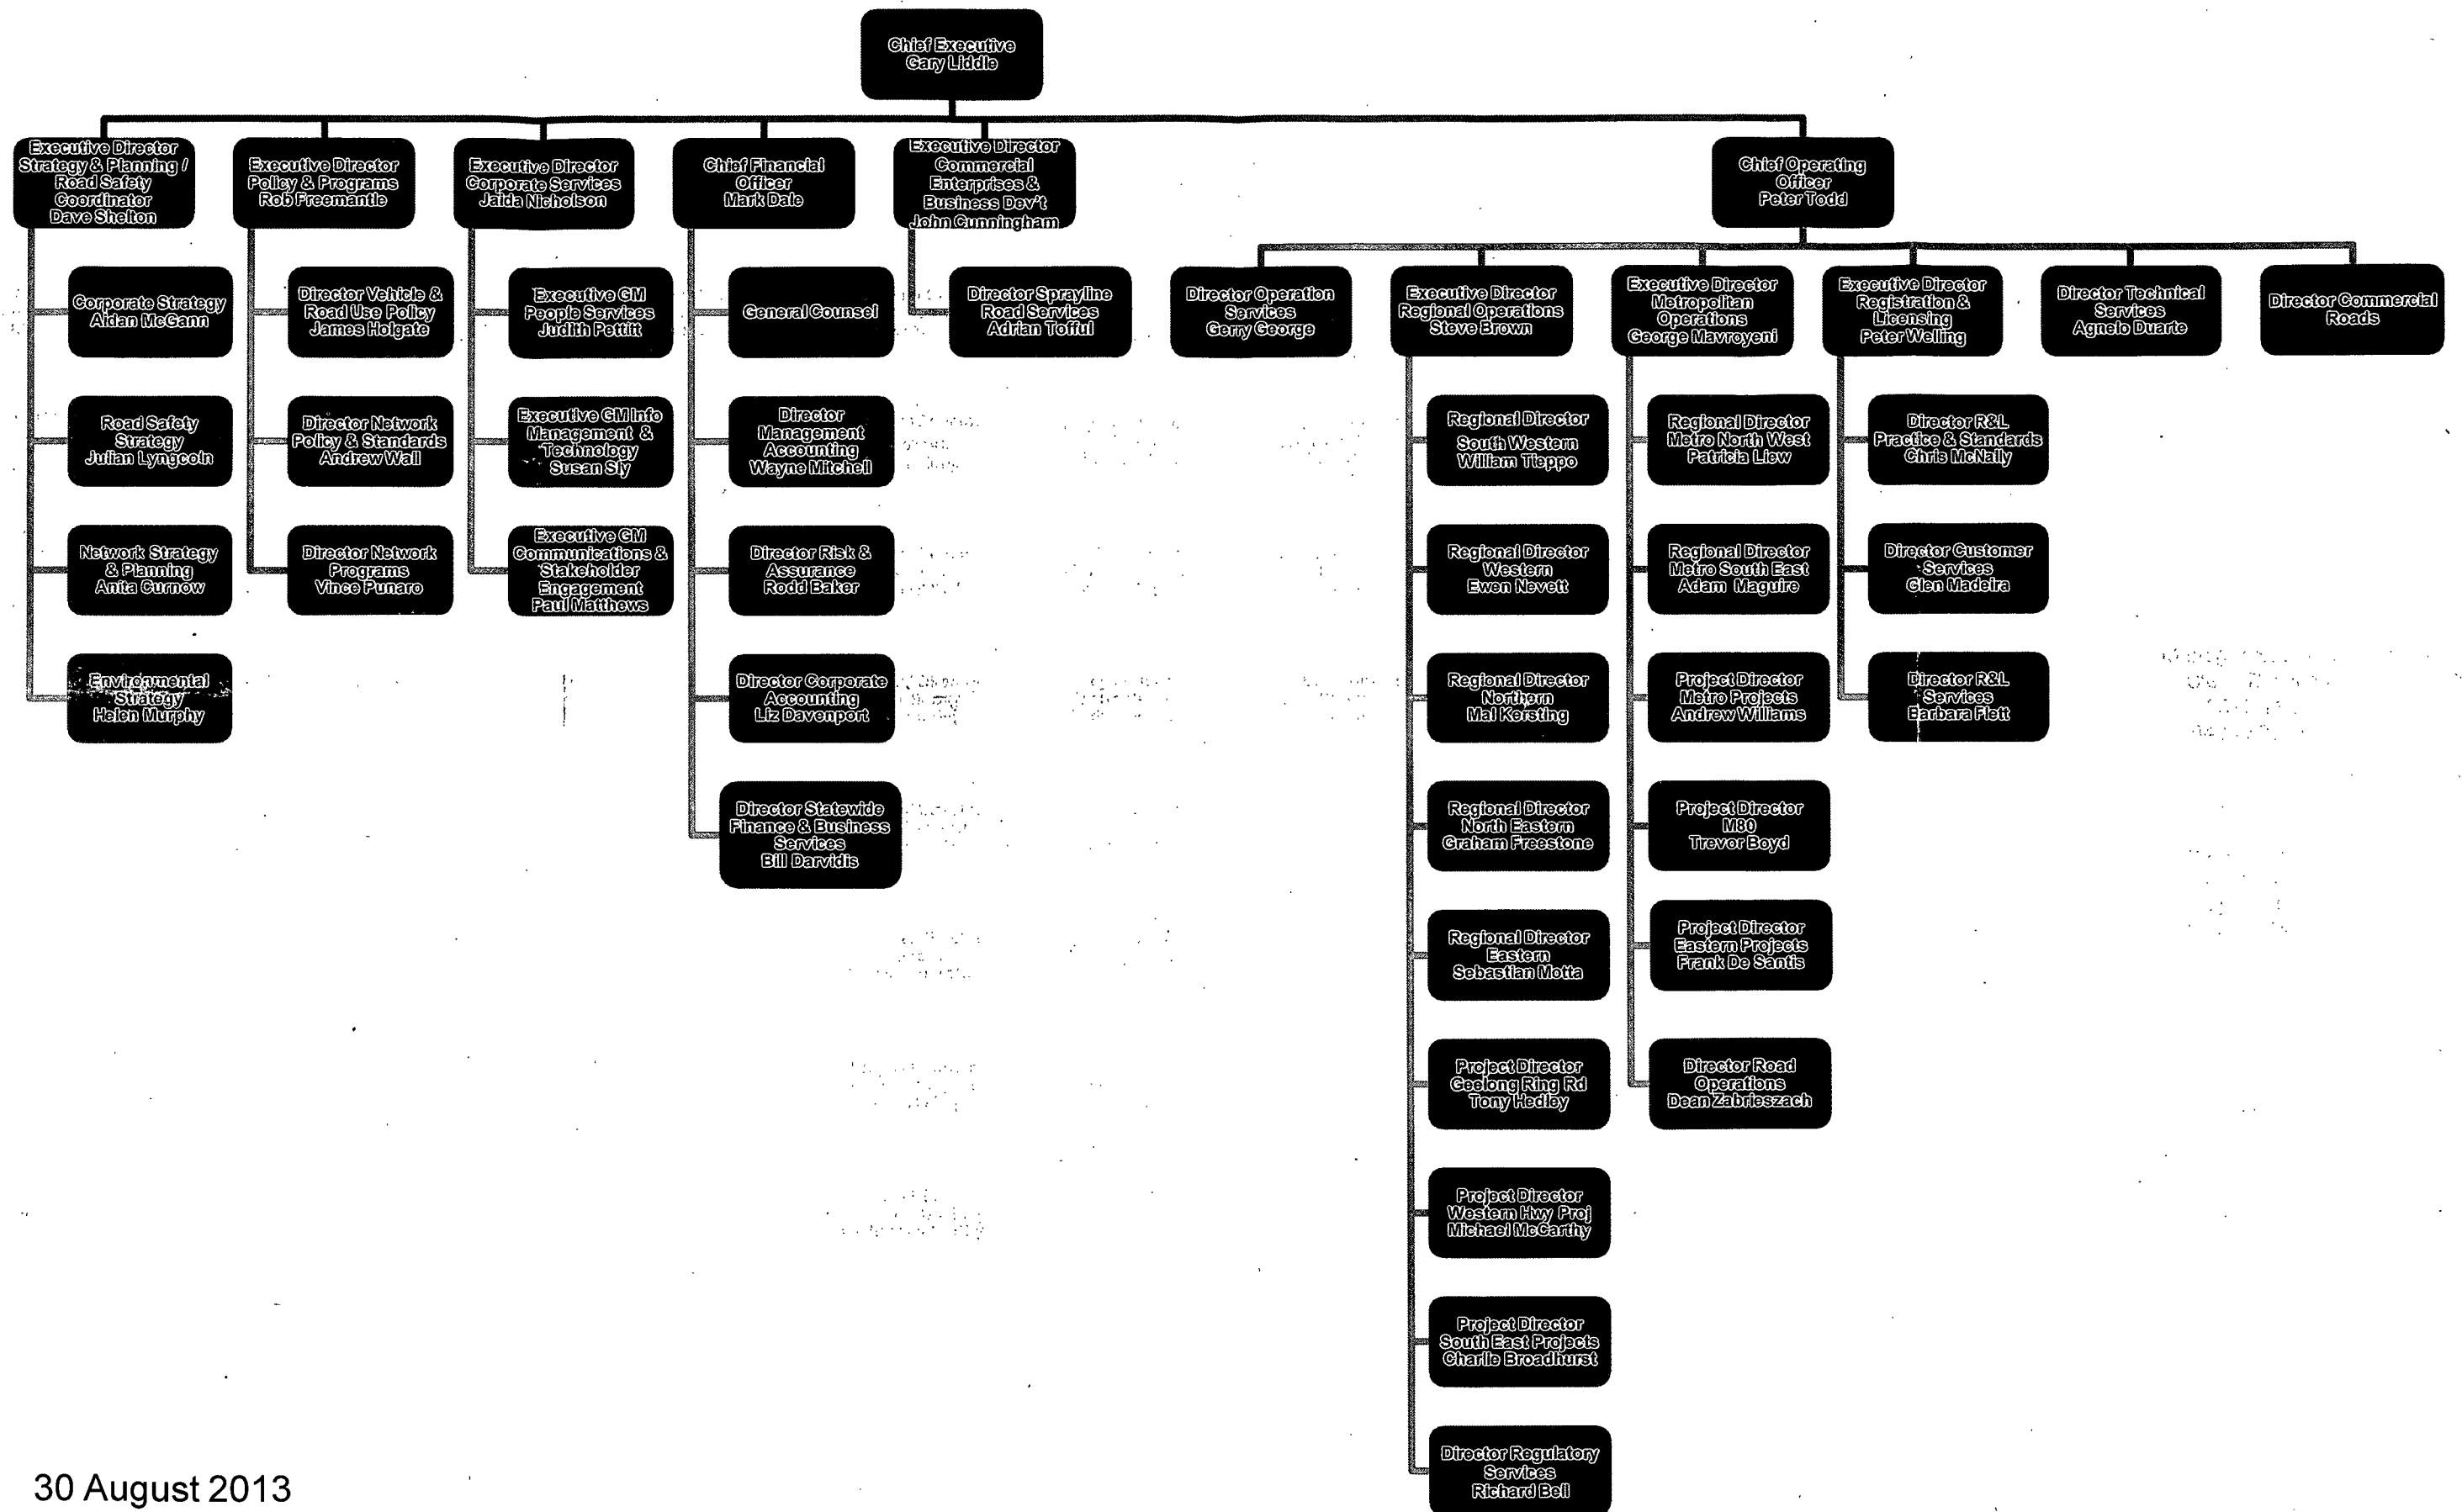 Chief Executive
Gary Liddle
Executive Director
Strategy & Planning /
Road Safety
Coordinator
Dave Shelton
Executive Director
Policy & Programs
Rob Freemantle
Executive Director
Corporate Services
Jaida Nicholson
Chief Financial
Officer
Mark Dale
Executive Director
Commercial
Enterprises &
Business Dev't
John Cunningham
Chief Operating
Officer
Peter Todd
Corporate Strategy
Aidan McGann
Road Safety
Strategy
Julian Lyngcoln
Network Strategy
& Planning
Anita Curnow
Environmental
Strategy
Helen Murphy
Director Vehicle &
Road Use Policy
James Holgate
Director Network
Policy & Standards
Andrew Wall
Director Network
Programs
Vince Punaro
Executive GM
People Services
Judith Pettitt
Executive GM Info
Management &
Technology
Susan Sly
Executive GM
Communications &
Stakeholder
Engagement
Paul Matthews
General Counsel
Director
Management
Accounting
Wayne Mitchell
Director Risk &
Assurance
Rodd Baker
Director Corporate
Accounting
Liz Davenport
Director Statewide
Finance & Business
Services
Bill Darvidis
Director Sprayline
Road Services
Adrian Tofful
Director Operation
Services
Gerry George
Executive Director
Regional Operations
Steve Brown
Regional Director
South Western
William Tieppo
Regional Director
Western
Ewen Nevett
Regional Director
Northern
Mal Kersting
Regional Director
North Eastern
Graham Freestone
Regional Director
Eastern
Sebastian Motta
Project Director
Geelong Ring Rd
Tony Hedley
Project Director
Western Hwy Proj
Michael McCarthy
Project Director
South East Projects
Charlie Broadhurst
Director Regulatory
Services
Richard Bell
Executive Director
Metropolitan
Operations
George Mavroyeni
Regional Director
Metro North West
Patricia Liew
Regional Director
Metro South East
Adam Maguire
Project Director
Metro Projects
Andrew Williams
Project Director
M80
Trevor Boyd
Project Director
Eastern Projects
Frank De Santis
Director Road
Operations
Dean Zabrieszach
Executive Director
Registration &
Licensing
Peter Welling
Director R&L
Practice & Standards
Chris McNally
Director Customer
Services
Glen Madeira
Director R&L
Services
Barbara Flett
Director Technical
Services
Agnelo Duarte
Director Commercial
Roads
30 August 2013